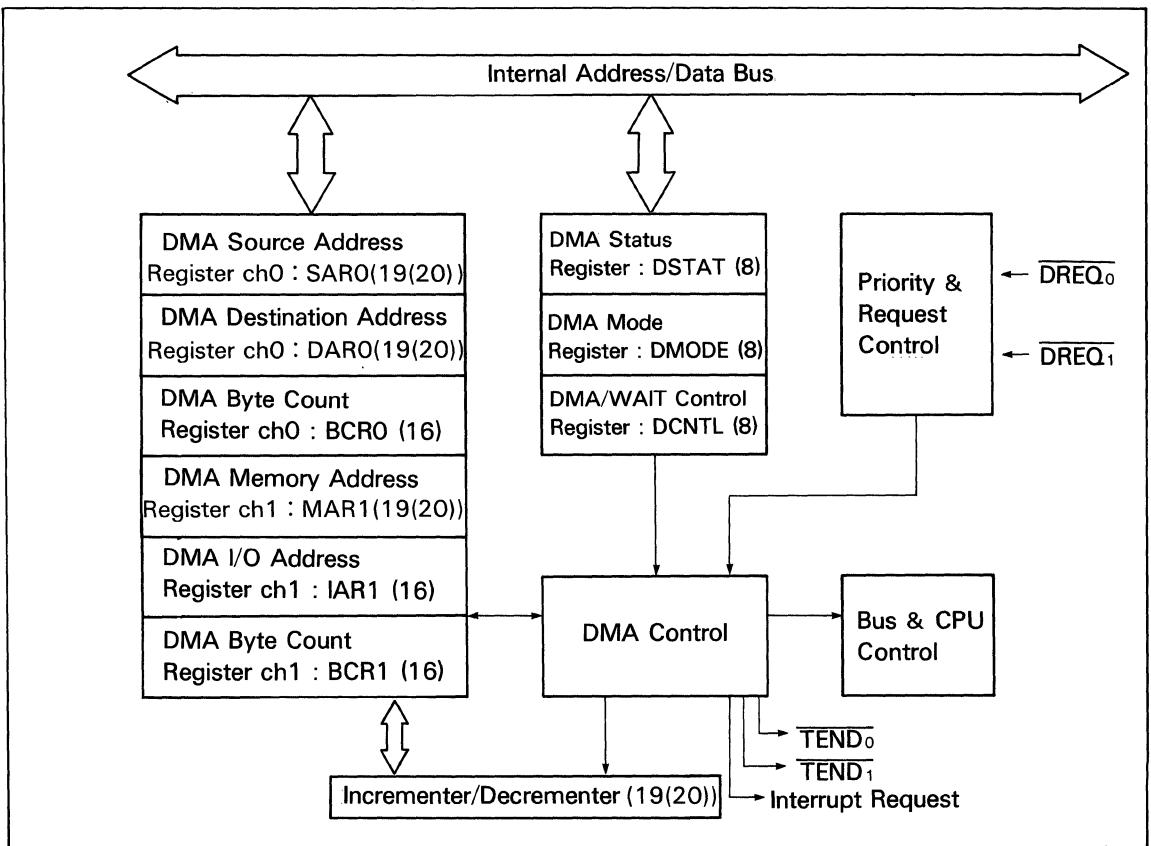 Internal Address/Data Bus
DMA Source Address
Register ch0 : SAR0(19(20))
DMA Destination Address
Register ch0 : DAR0(19(20))
DMA Byte Count
Register ch0 : BCR0 (16)
DMA Memory Address
Register ch1 : MAR1(19(20))
DMA I/O Address
Register ch1 : IAR1 (16)
DMA Byte Count
Register ch1 : BCR1 (16)
DMA Status
Register : DSTAT (8)
DMA Mode
Register : DMODE (8)
DMA/WAIT Control
Register : DCNTL (8)
Priority &
Request
Control
DREQ0
DREQ1
DMA Control
Bus & CPU
Control
TEND0
TEND1
Interrupt Request
Incrementer/Decrementer (19(20))